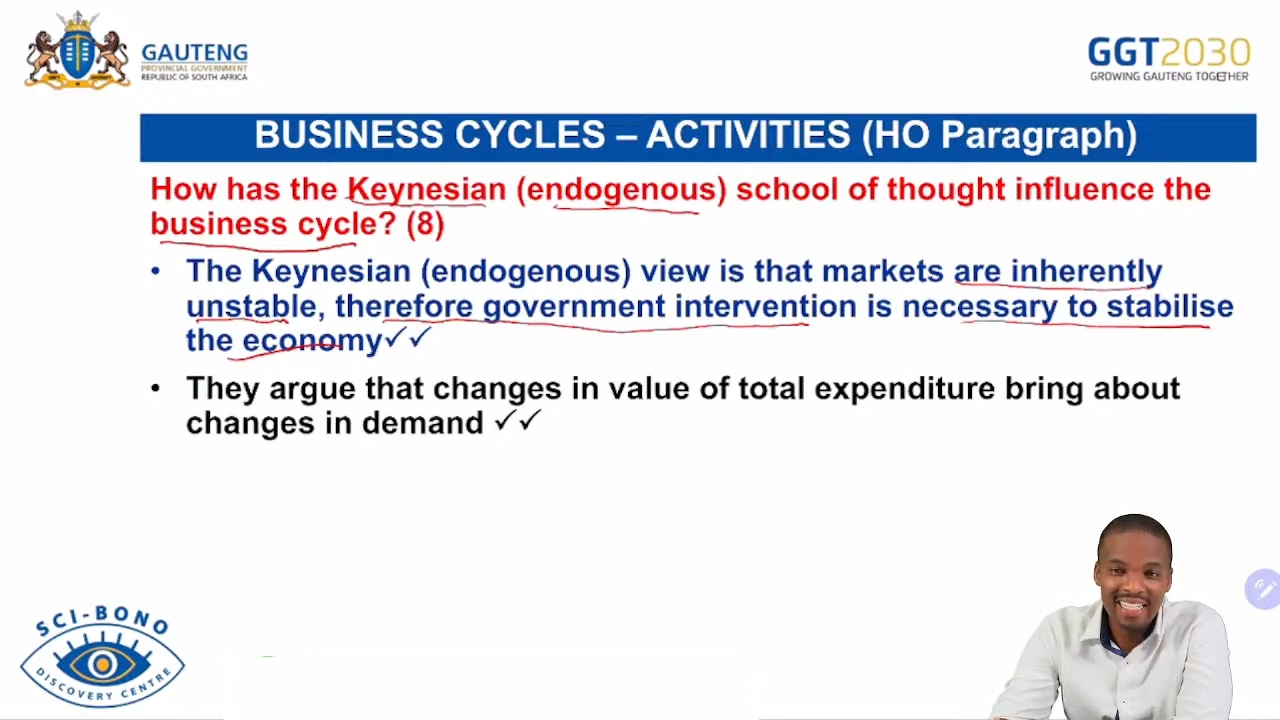 GAUTENG
PROVINCIAL GOVERNMENT
REPUBLIC OF SOUTH AFRICA
GGT2030
GROWING GAUTENG TOGETHER
BUSINESS CYCLES – ACTIVITIES (HO Paragraph)
How has the Keynesian (endogenous) school of thought influence the
business cycle? (8)
• The Keynesian (endogenous) view is that markets are inherently
unstable, therefore government intervention is necessary to stabilise
the economy✓✓
• They argue that changes in value of total expenditure bring about
changes in demand ✓✓
SCI-BONO
DISCOVERY CENTRE